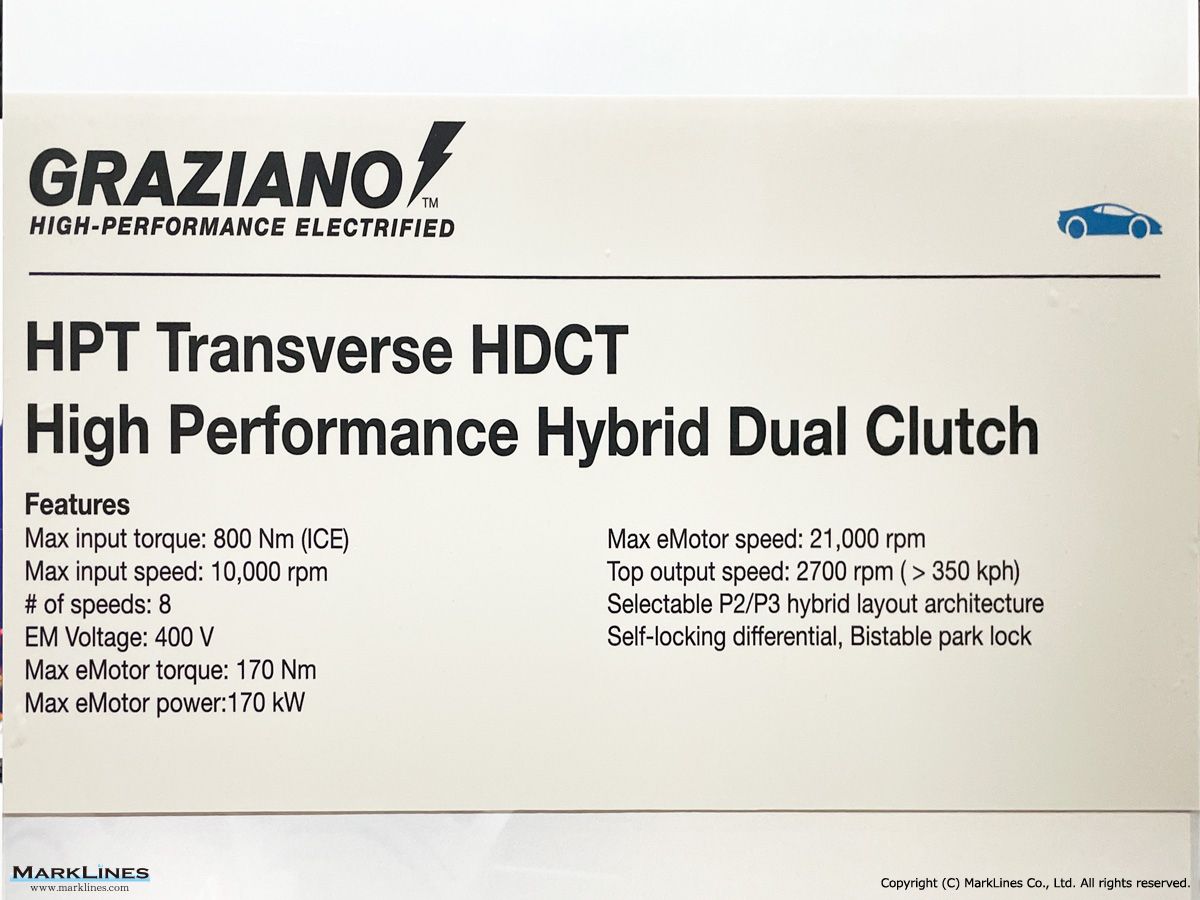 GRAZIANO
TM
HIGH-PERFORMANCE ELECTRIFIED
HPT Transverse HDCT
High Performance Hybrid Dual Clutch
Features
Max input torque: 800 Nm (ICE)
Max input speed: 10,000 rpm
# of speeds: 8
EM Voltage: 400 V
Max eMotor torque: 170 Nm
Max eMotor power:170 kW
Max eMotor speed: 21,000 rpm
Top output speed: 2700 rpm ( > 350 kph)
Selectable P2/P3 hybrid layout architecture
Self-locking differential, Bistable park lock
MARKLINES
www.marklines.com
Copyright (C) MarkLines Co., Ltd. All rights reserved.